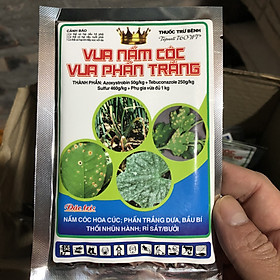 CẢNH BÁO
THUỐC TRỪ BỆNH
VUA NẤM CÓC
VUA PHẤN TRẮNG
THÀNH PHẦN: Azoxystrobin 50g/kg + Tebuconazole 250g/kg
Sulfur 460g/kg + Phụ gia vừa đủ 1 kg
Đặc trị:
NẤM CÓC HOA CÚC; PHẤN TRẮNG DƯA, BẦU BÍ
THỐI NHŨN HÀNH; RỈ SẮT/BƯỞI